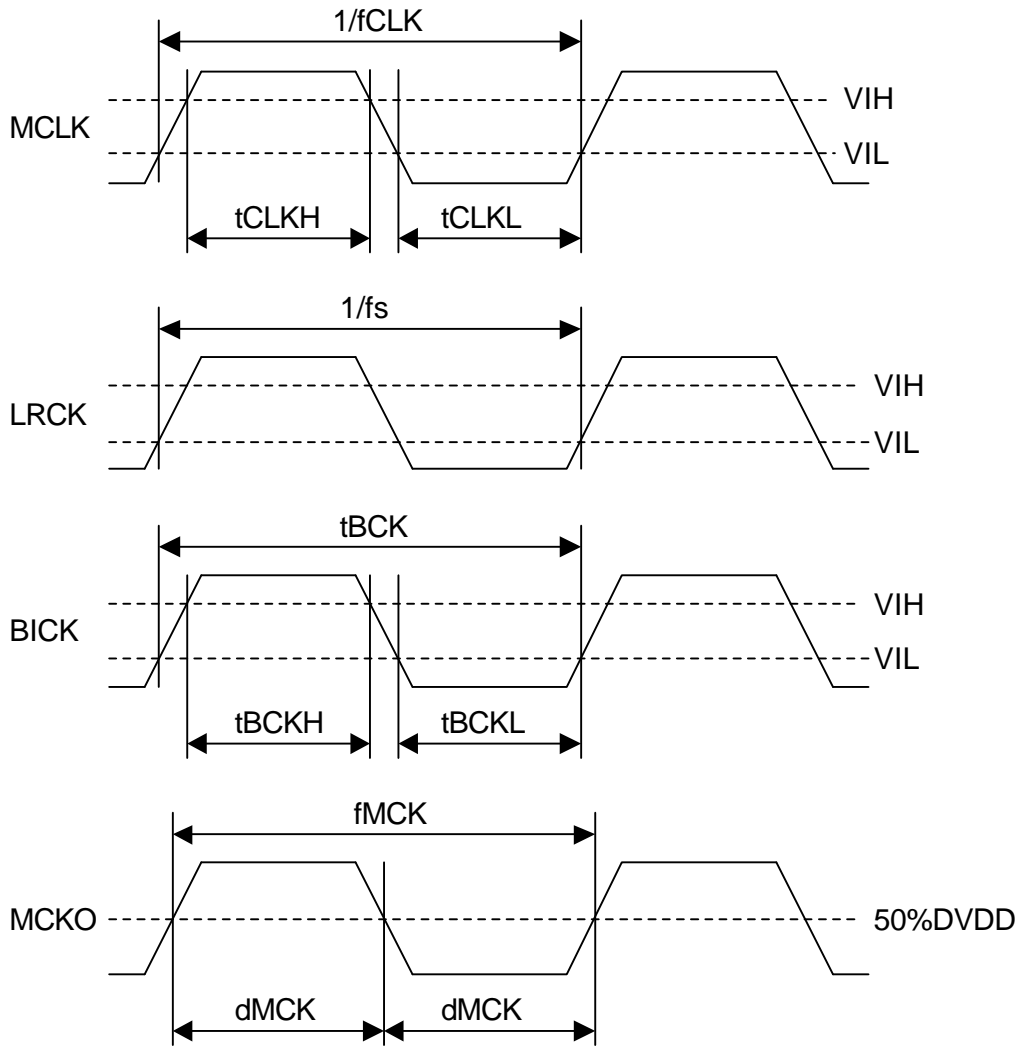 1/fCLK
MCLK
VIH
VIL
tCLKH
tCLKL
1/fs
LRCK
VIH
VIL
tBCK
BICK
VIH
VIL
tBCKH
tBCKL
fMCK
MCKO
50%DVDD
dMCK
dMCK